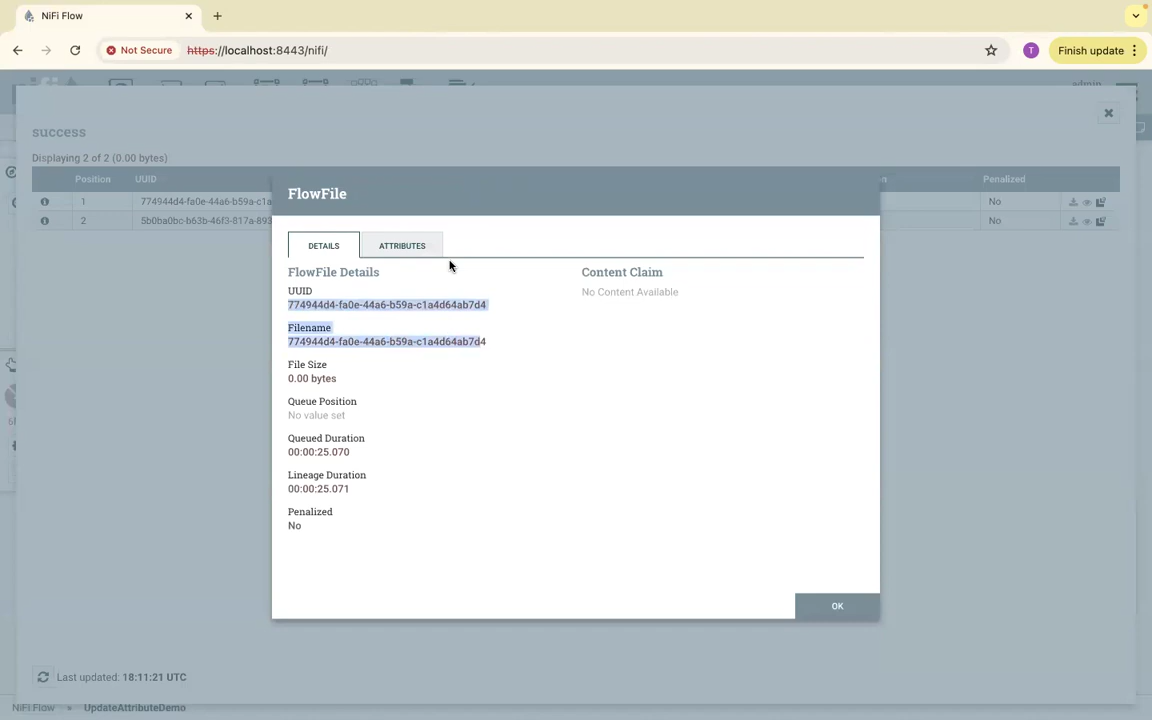 NiFi Flow
Not Secure
https://localhost:8443/nifi/
T
Finish update
admin
success
Displaying 2 of 2 (0.00 bytes)
Position UUID Penalized
1 774944d4-fa0e-44a6-b59a-c1a No
2 5b0ba0bc-b63b-46f3-817a-893 No
FlowFile
DETAILS ATTRIBUTES
FlowFile Details Content Claim
UUID No Content Available
774944d4-fa0e-44a6-b59a-c1a4d64ab7d4
Filename
774944d4-fa0e-44a6-b59a-c1a4d64ab7d4
File Size
0.00 bytes
Queue Position
No value set
Queued Duration
00:00:25.070
Lineage Duration
00:00:25.071
Penalized
No
OK
Last updated: 18:11:21 UTC
NiFi Flow UpdateAttributeDemo